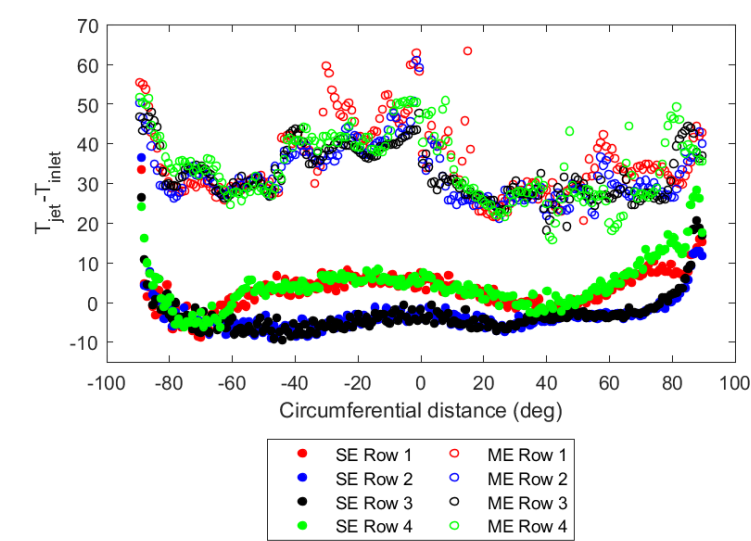 70
60
50
40
30
20
10
0
-10
T_jet-T_inlet
-100 -80 -60 -40 -20 0 20 40 60 80 100
Circumferential distance (deg)
SE Row 1 ME Row 1
SE Row 2 ME Row 2
SE Row 3 ME Row 3
SE Row 4 ME Row 4